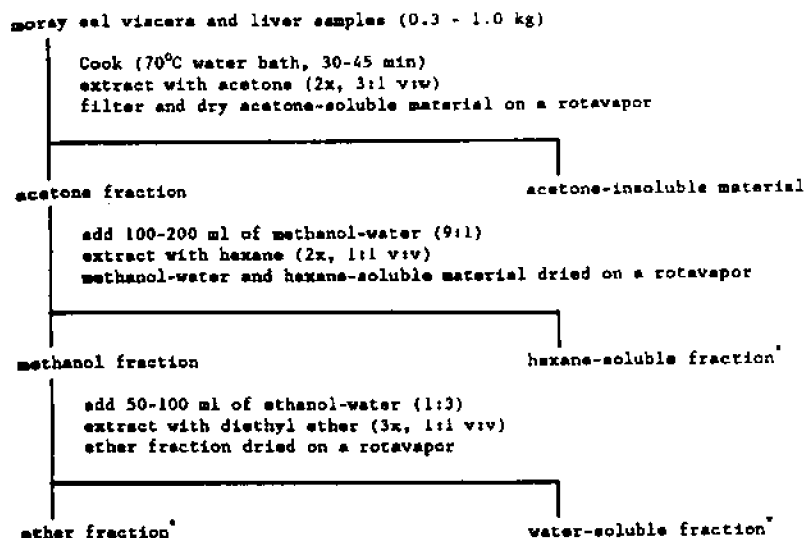 moray eel viscera and liver samples (0.3 - 1.0 kg)
Cook (70°C water bath, 30-45 min)
extract with acetone (2x, 3:1 v:w)
filter and dry acetone-soluble material on a rotavapor
acetone fraction acetone-insoluble material
add 100-200 ml of methanol-water (9:1)
extract with hexane (2x, 1:1 v:v)
methanol-water and hexane-soluble material dried on a rotavapor
methanol fraction hexane-soluble fraction*
add 50-100 ml of ethanol-water (1:3)
extract with diethyl ether (3x, 1:1 v:v)
ether fraction dried on a rotavapor
ether fraction* water-soluble fraction*